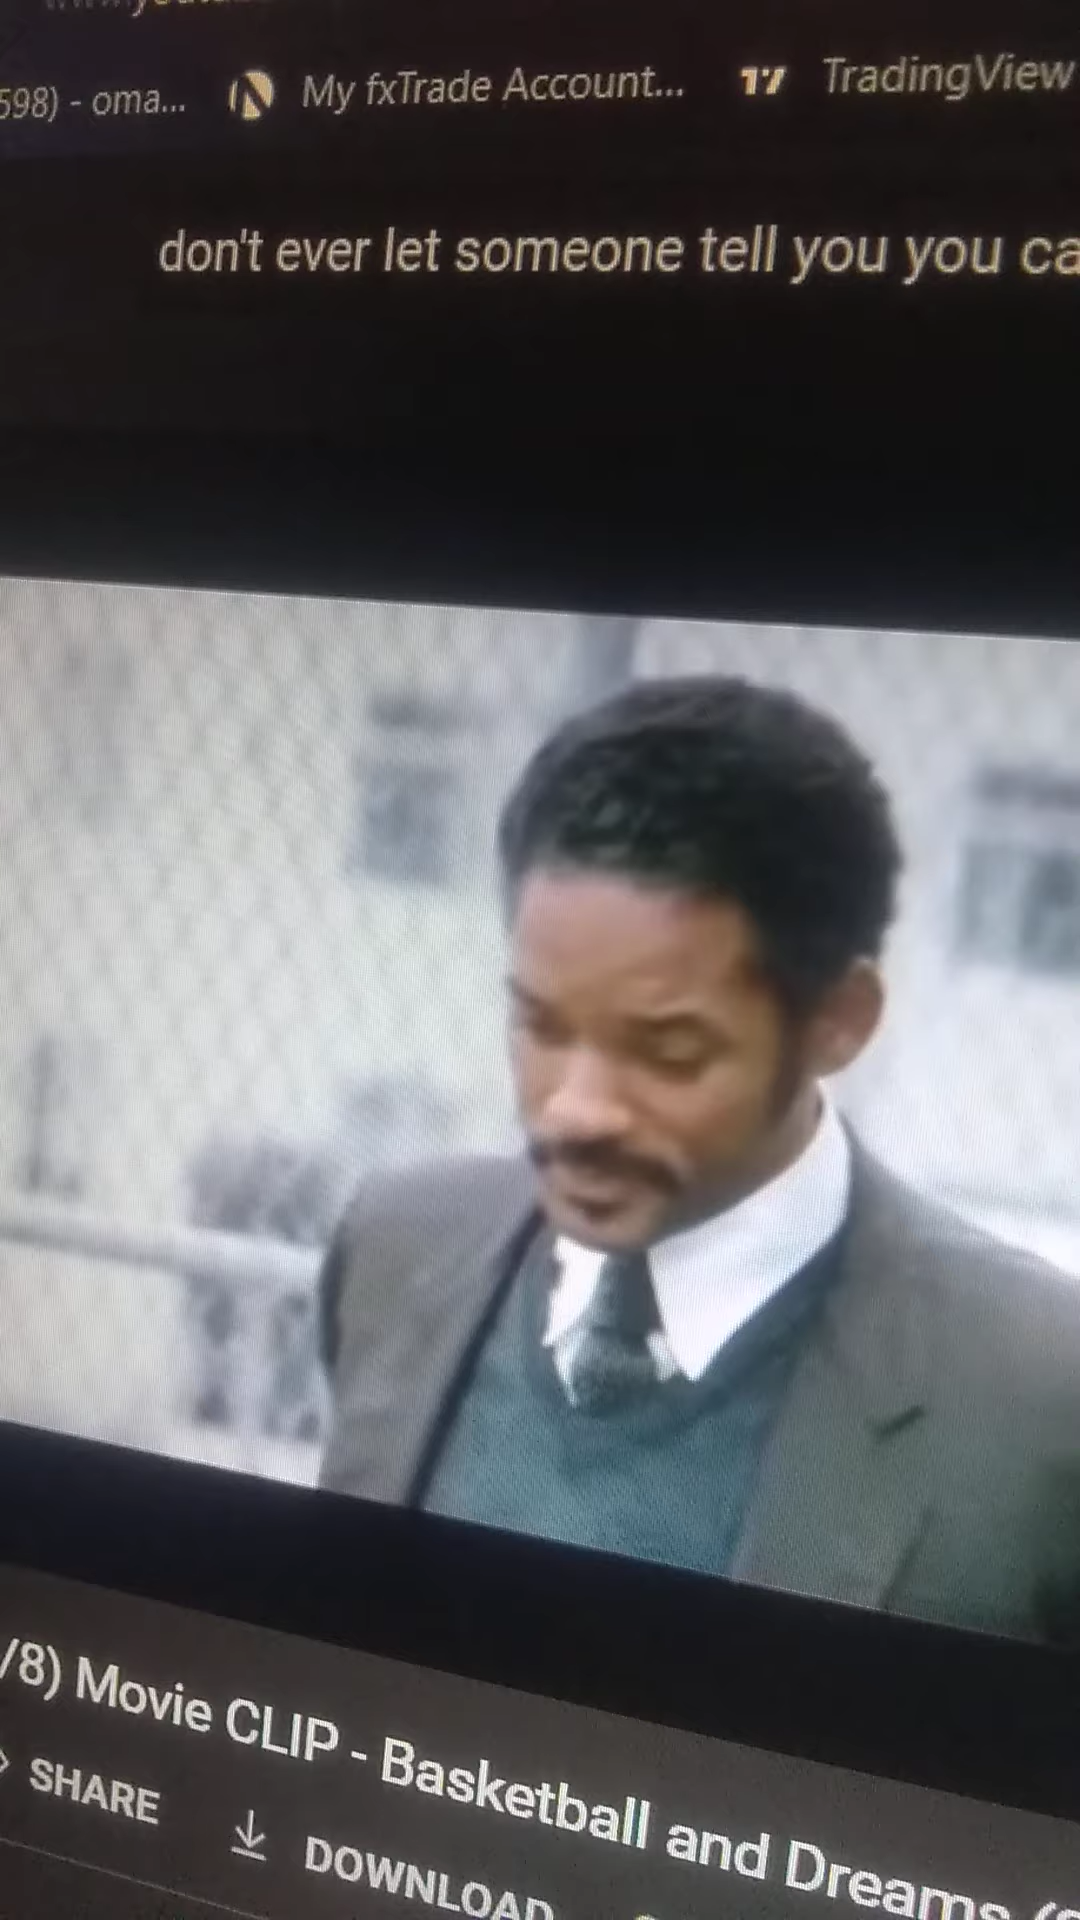 598) - oma... My fxTrade Account... TradingView
don't ever let someone tell you you ca
/8) Movie CLIP - Basketball and Dreams
SHARE DOWNLOAD